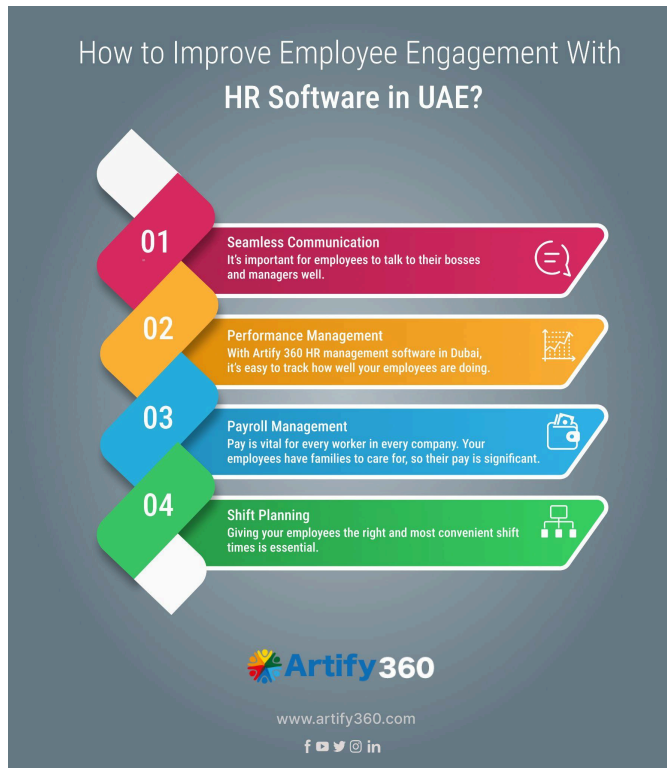 How to Improve Employee Engagement With
HR Software in UAE?
01
Seamless Communication
It's important for employees to talk to their bosses
and managers well.
02
Performance Management
With Artify 360 HR management software in Dubai,
it's easy to track how well your employees are doing.
03
Payroll Management
Pay is vital for every worker in every company. Your
employees have families to care for, so their pay is significant.
04
Shift Planning
Giving your employees the right and most convenient shift
times is essential.
Artify360
www.artify360.com